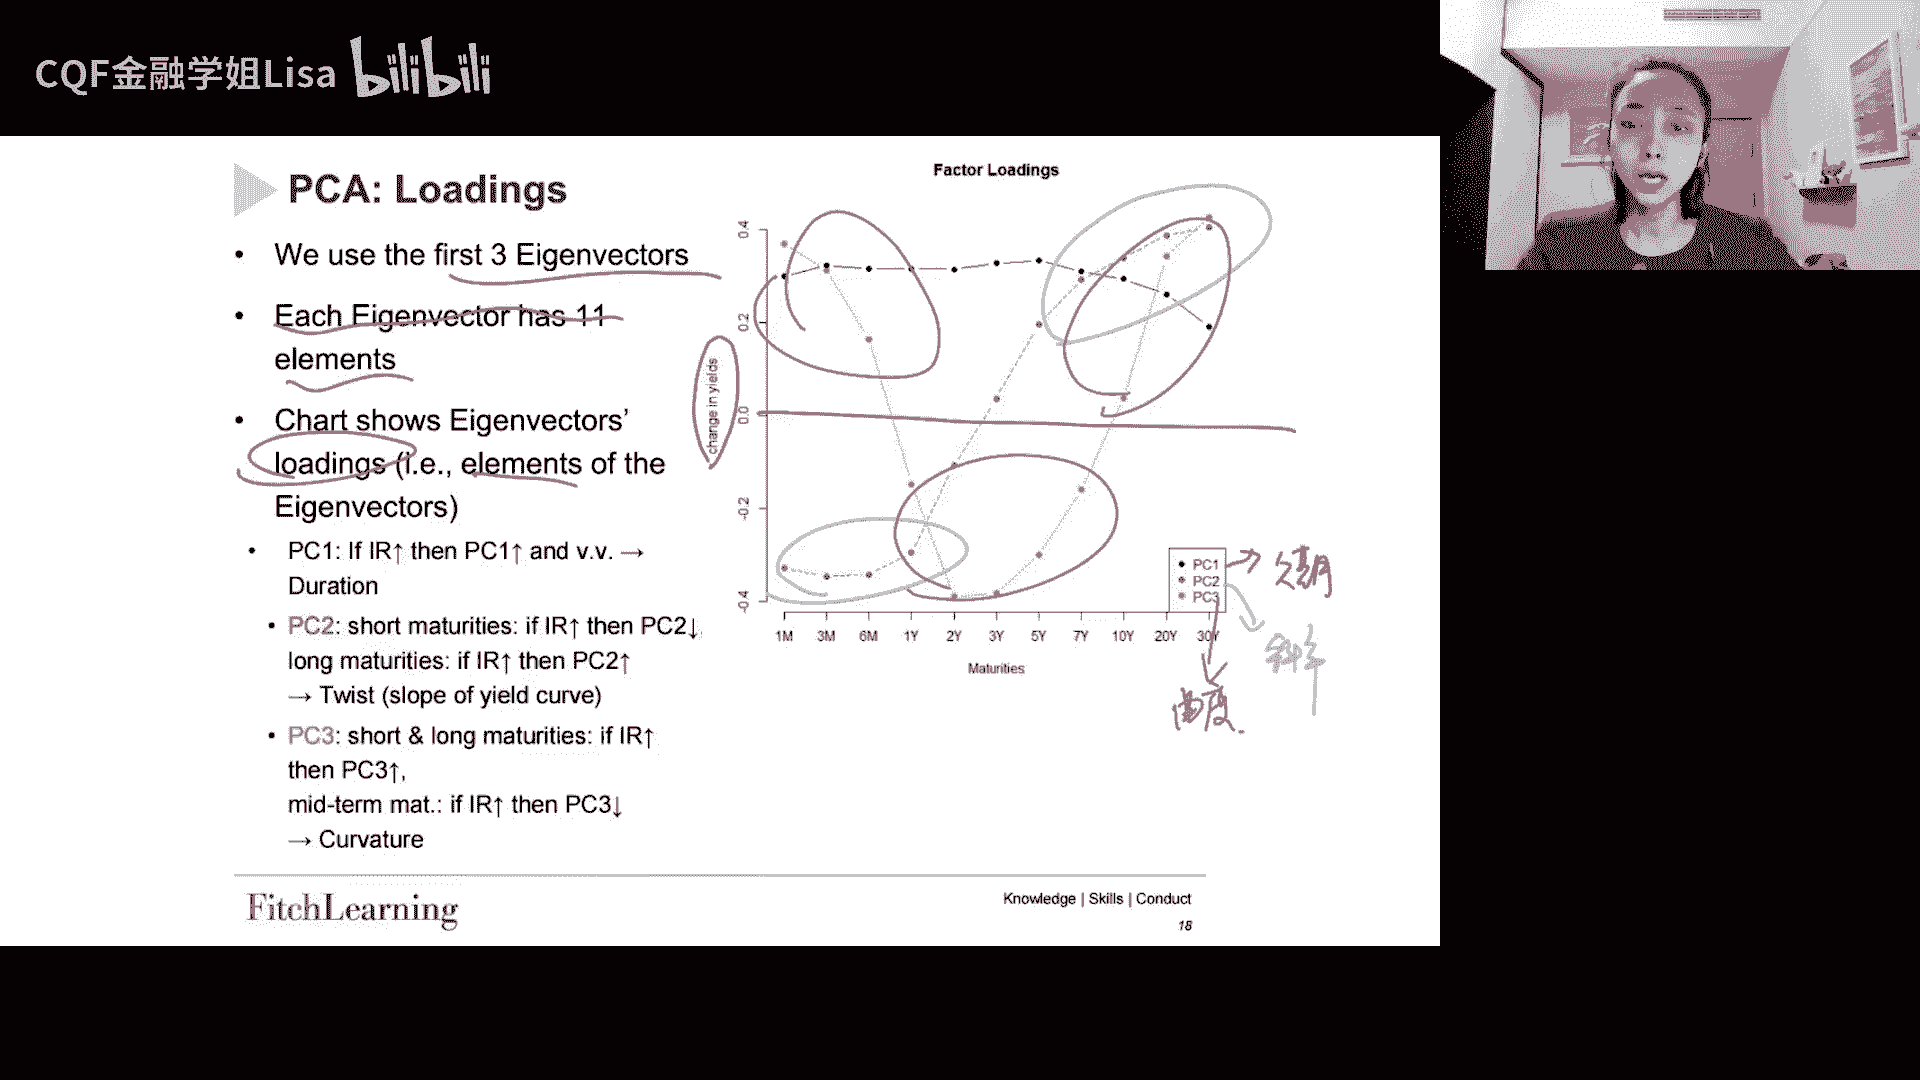 CQF金融学姐Lisa bilibili
PCA: Loadings
• We use the first 3 Eigenvectors
• Each Eigenvector has 11
elements
• Chart shows Eigenvectors’
loadings (i.e., elements of the
Eigenvectors)
• PC1: If IR↑ then PC1↑ and v.v. →
Duration
• PC2: short maturities: if IR↑ then PC2↓,
long maturities: if IR↑ then PC2↑
→ Twist (slope of yield curve)
• PC3: short & long maturities: if IR↑
then PC3↑,
mid-term mat.: if IR↑ then PC3↓
→ Curvature
Factor Loadings
change in yields
0.4
0.2
0.0
-0.2
-0.4
1M 3M 6M 1Y 2Y 3Y 5Y 7Y 10Y 20Y 30Y
Maturities
PC1
PC2
PC3
久期
斜率
曲度
FitchLearning
Knowledge | Skills | Conduct
18